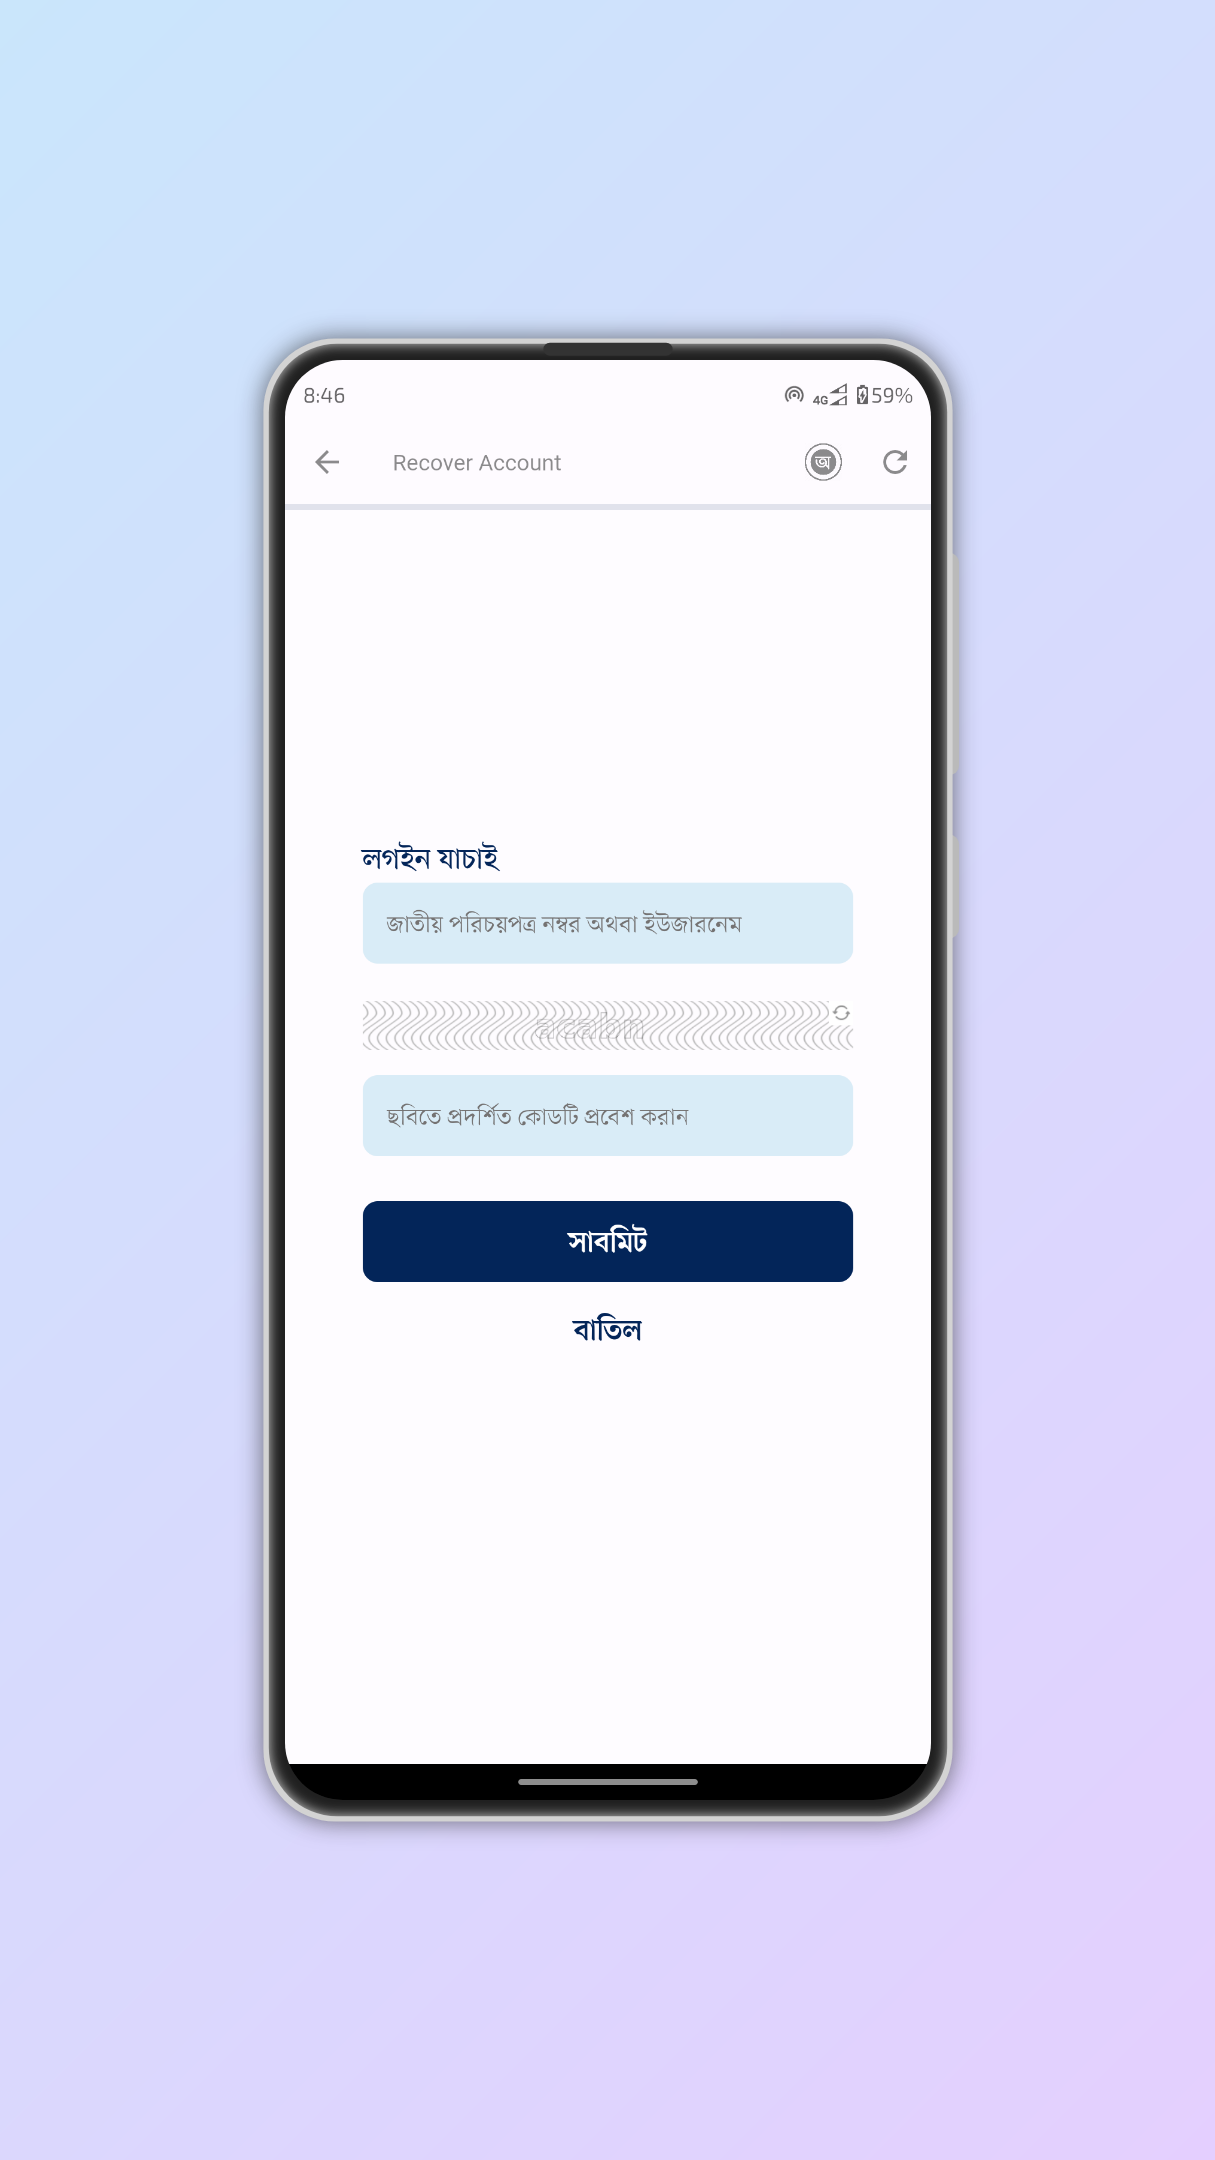 8:46
4G 59%
Recover Account
অ
লগইন যাচাই
জাতীয় পরিচয়পত্র নম্বর অথবা ইউজারনেম
acabn
ছবিতে প্রদর্শিত কোডটি প্রবেশ করান
সাবমিট
বাতিল